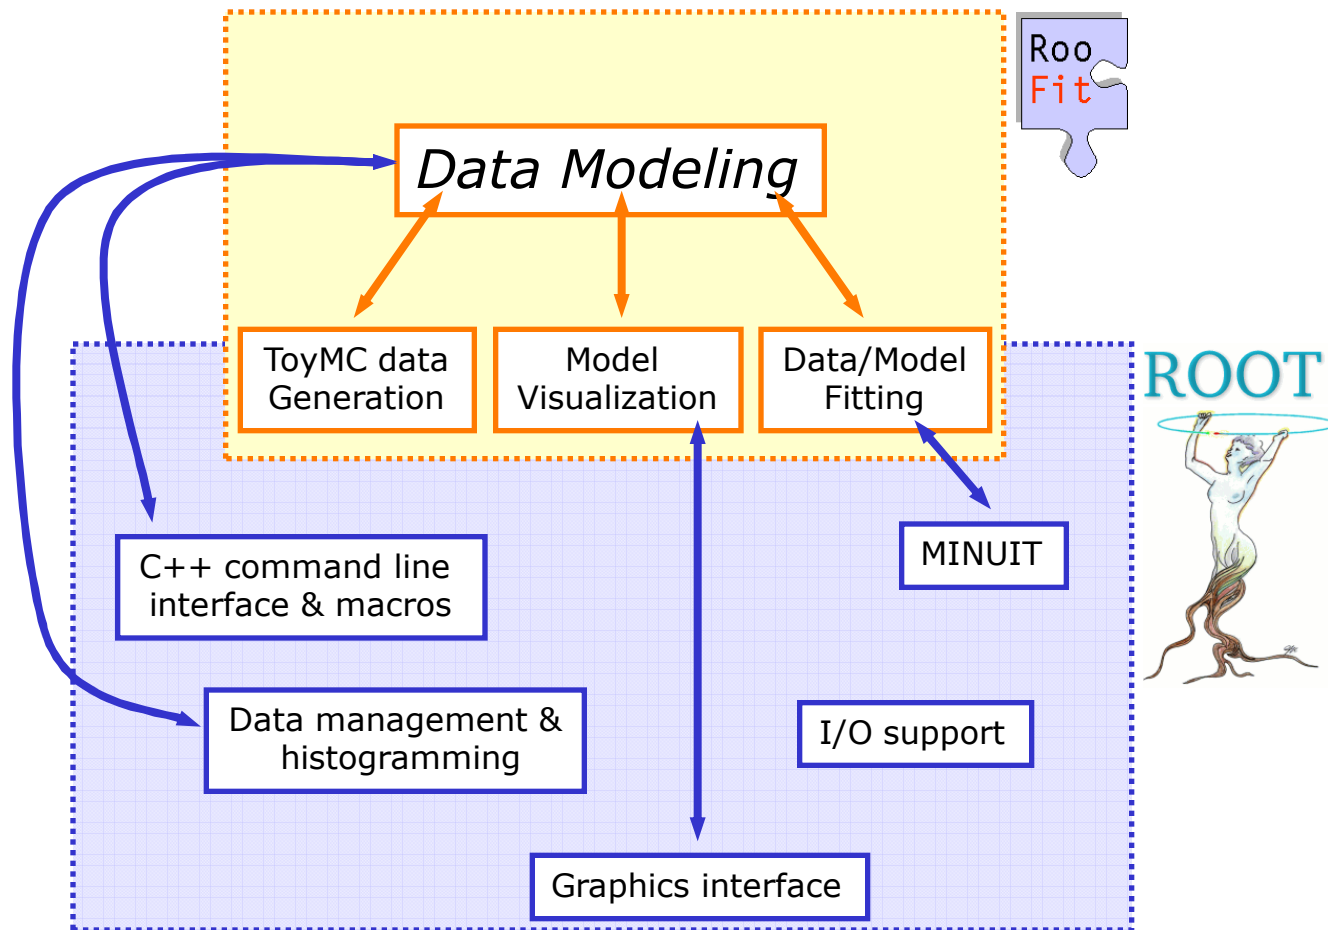 Roo
Fit
Data Modeling
ToyMC data
Generation
Model
Visualization
Data/Model
Fitting
ROOT
C++ command line
interface & macros
MINUIT
Data management &
histogramming
I/O support
Graphics interface